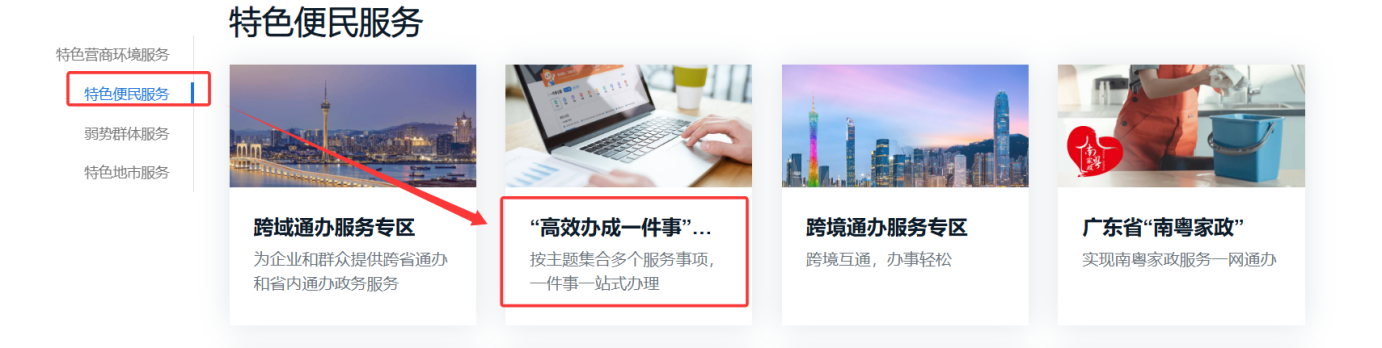 特色便民服务
特色营商环境服务
特色便民服务
弱势群体服务
特色地市服务
跨域通办服务专区
为企业和群众提供跨省通办
和省内通办政务服务
“高效办成一件事”...
按主题集合多个服务事项，
一件事一站式办理
跨境通办服务专区
跨境互通，办事轻松
南粤家政
广东省“南粤家政”
实现南粤家政服务一网通办